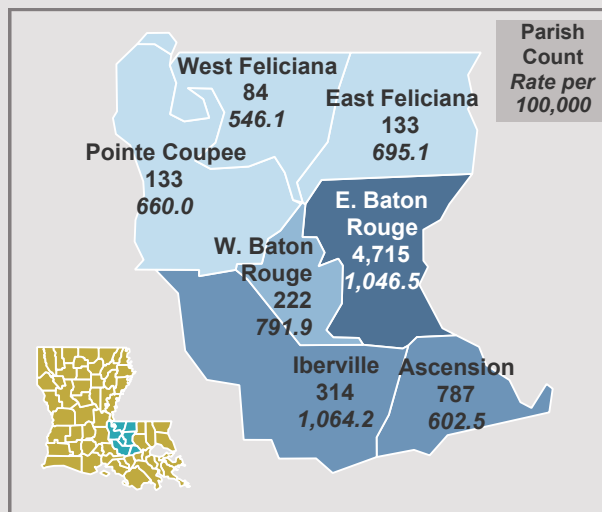 Parish
Count
Rate per
100,000
West Feliciana
84
546.1
East Feliciana
133
695.1
Pointe Coupee
133
660.0
E. Baton
Rouge
4,715
1,046.5
W. Baton
Rouge
222
791.9
Iberville
314
1,064.2
Ascension
787
602.5